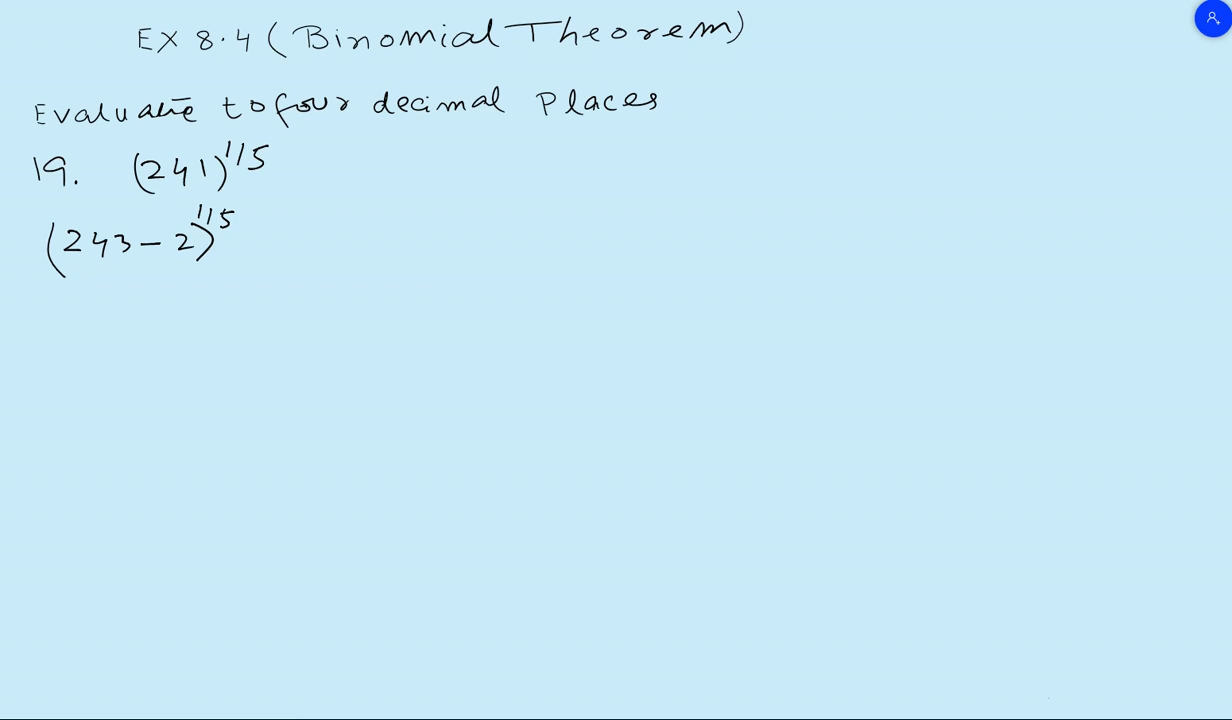 EX 8.4 (Binomial Theorem)
Evaluate to four decimal Places
19. (241)^1/5
(243-2)^1/5